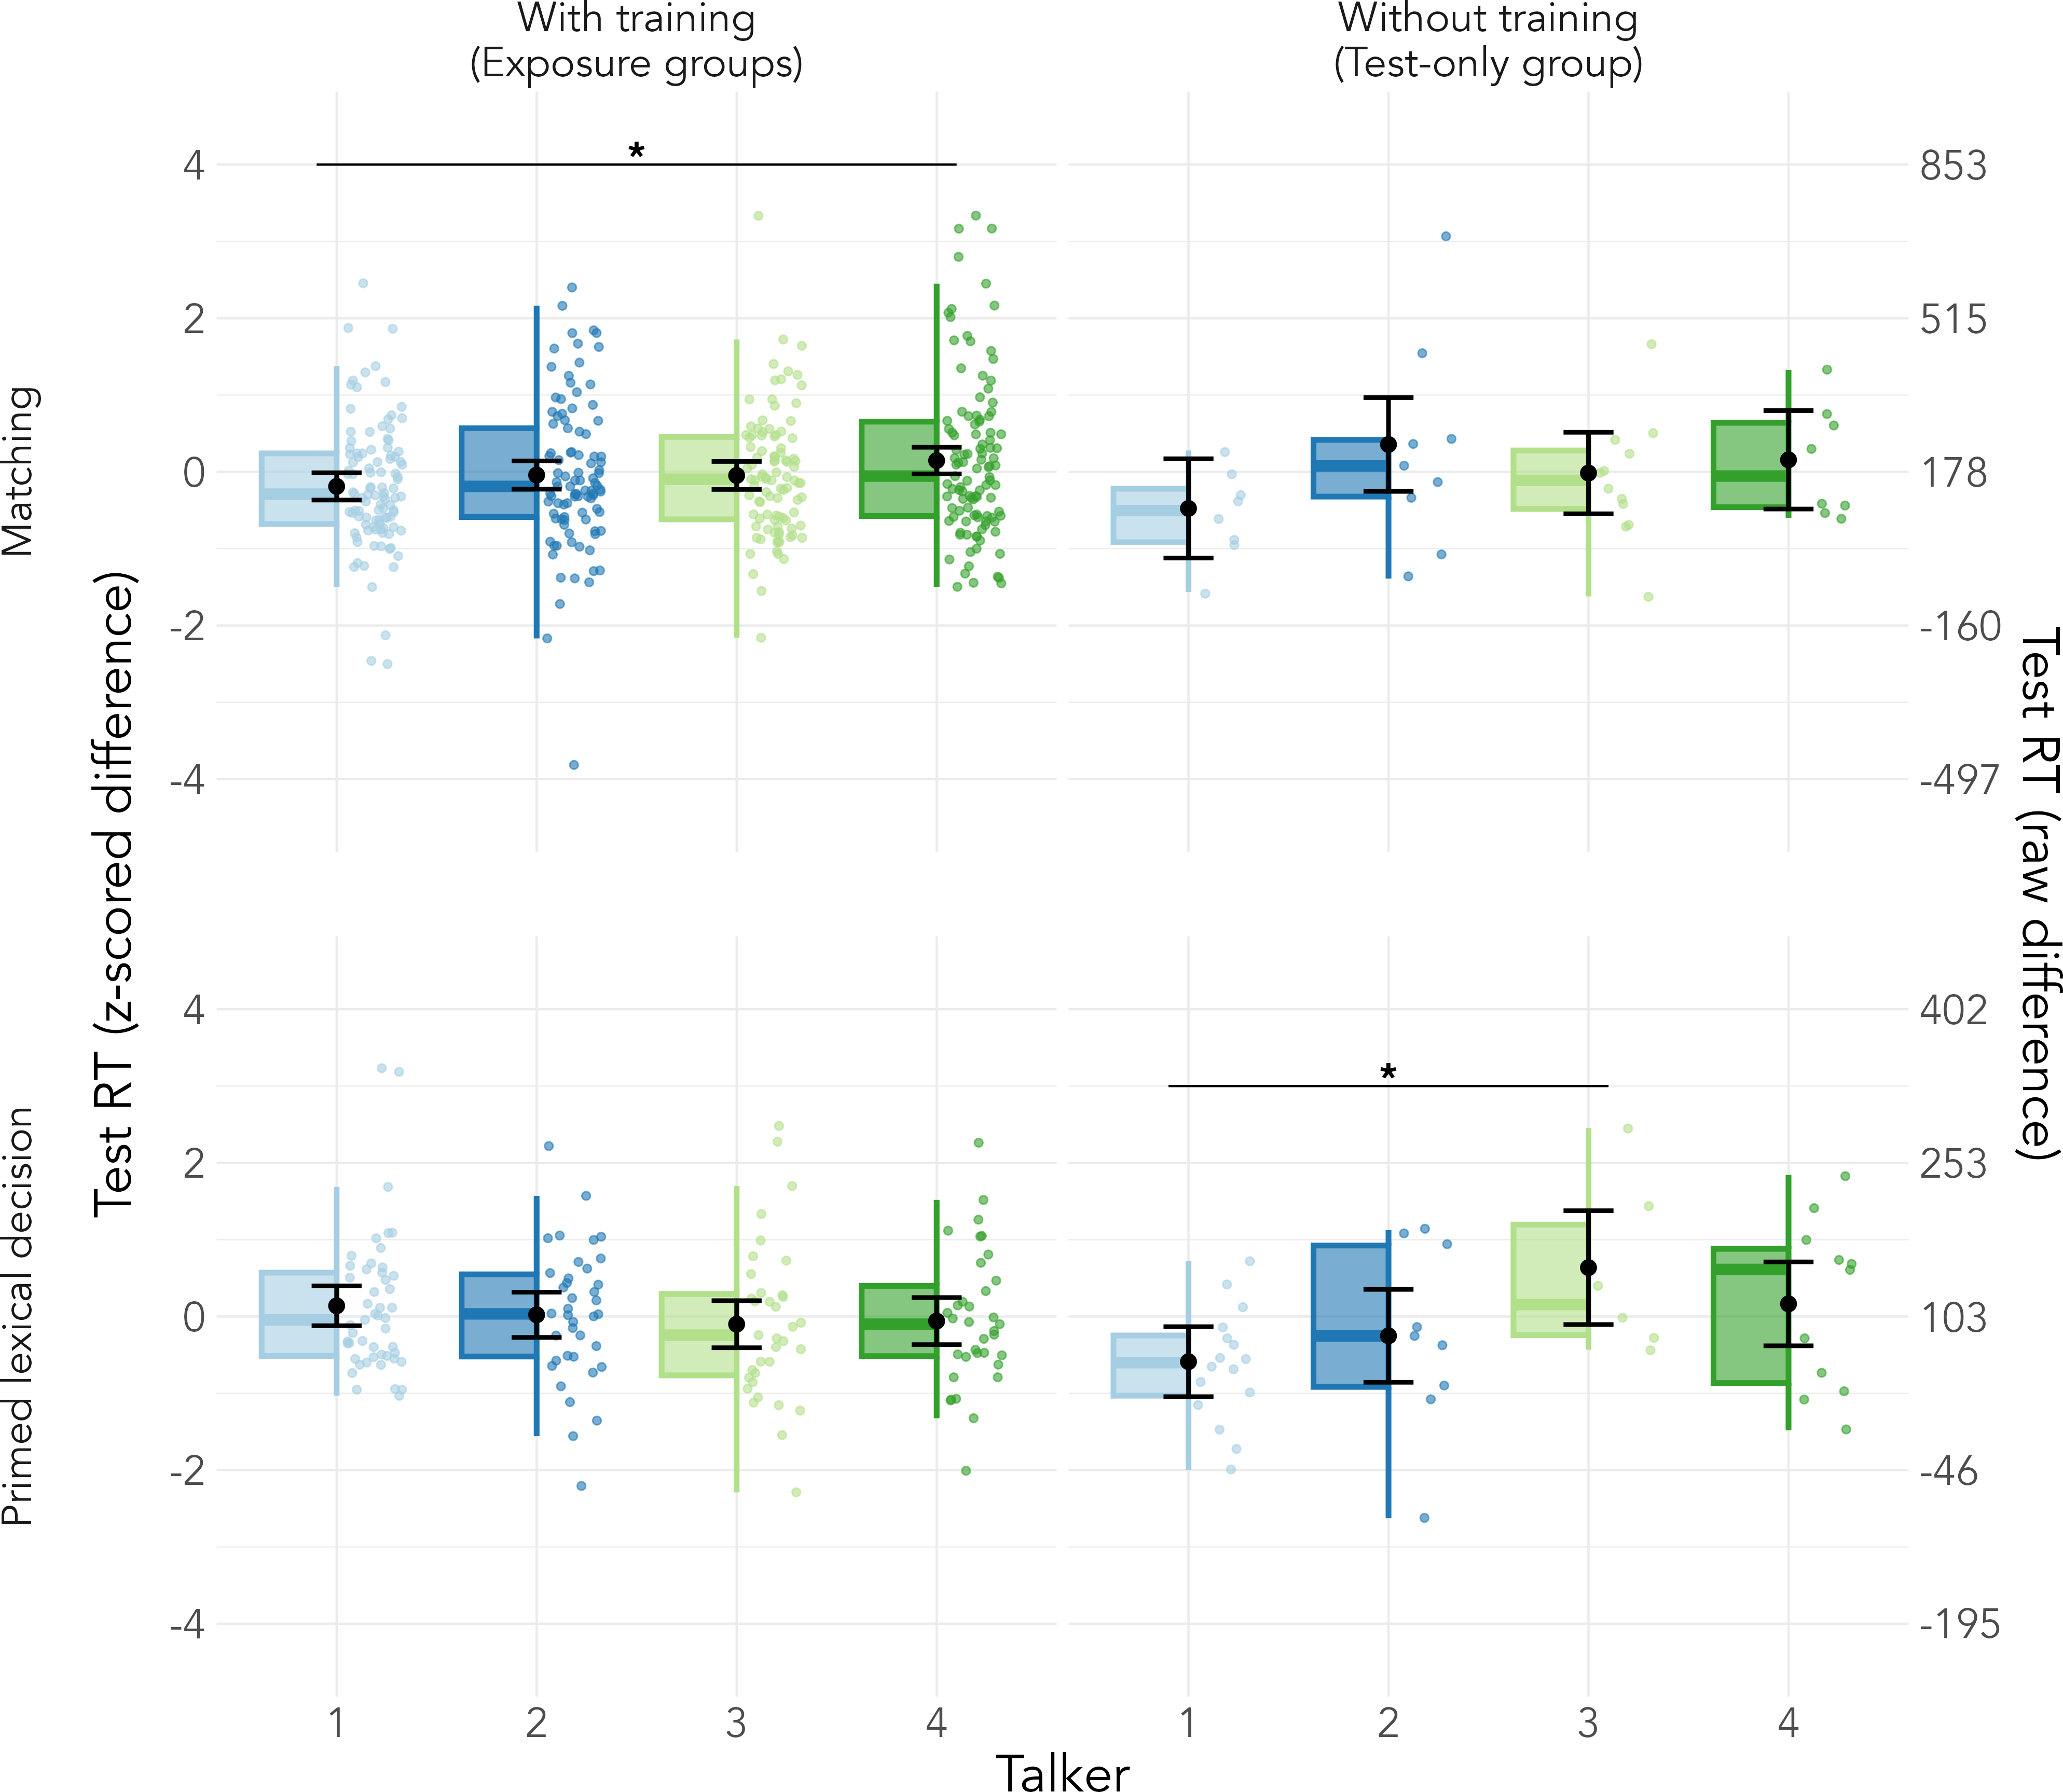 With training
(Exposure groups)
Without training
(Test-only group)
Matching
Primed lexical decision
Test RT (z-scored difference)
Test RT (raw difference)
*
4
2
0
-2
-4
853
515
178
-160
-497
*
4
2
0
-2
-4
402
253
103
-46
-195
1 2 3 4
1 2 3 4
Talker